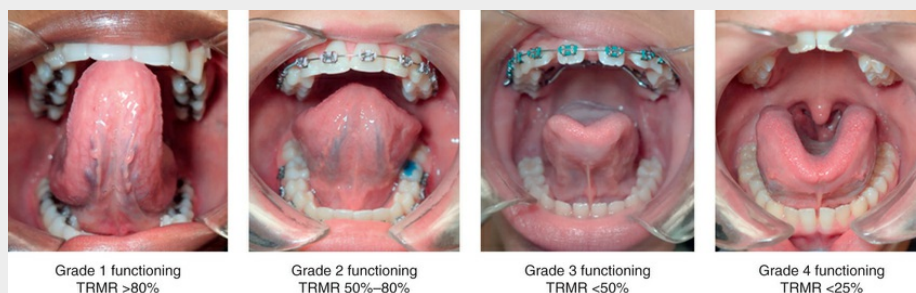 Grade 1 functioning
TRMR >80%
Grade 2 functioning
TRMR 50%–80%
Grade 3 functioning
TRMR <50%
Grade 4 functioning
TRMR <25%